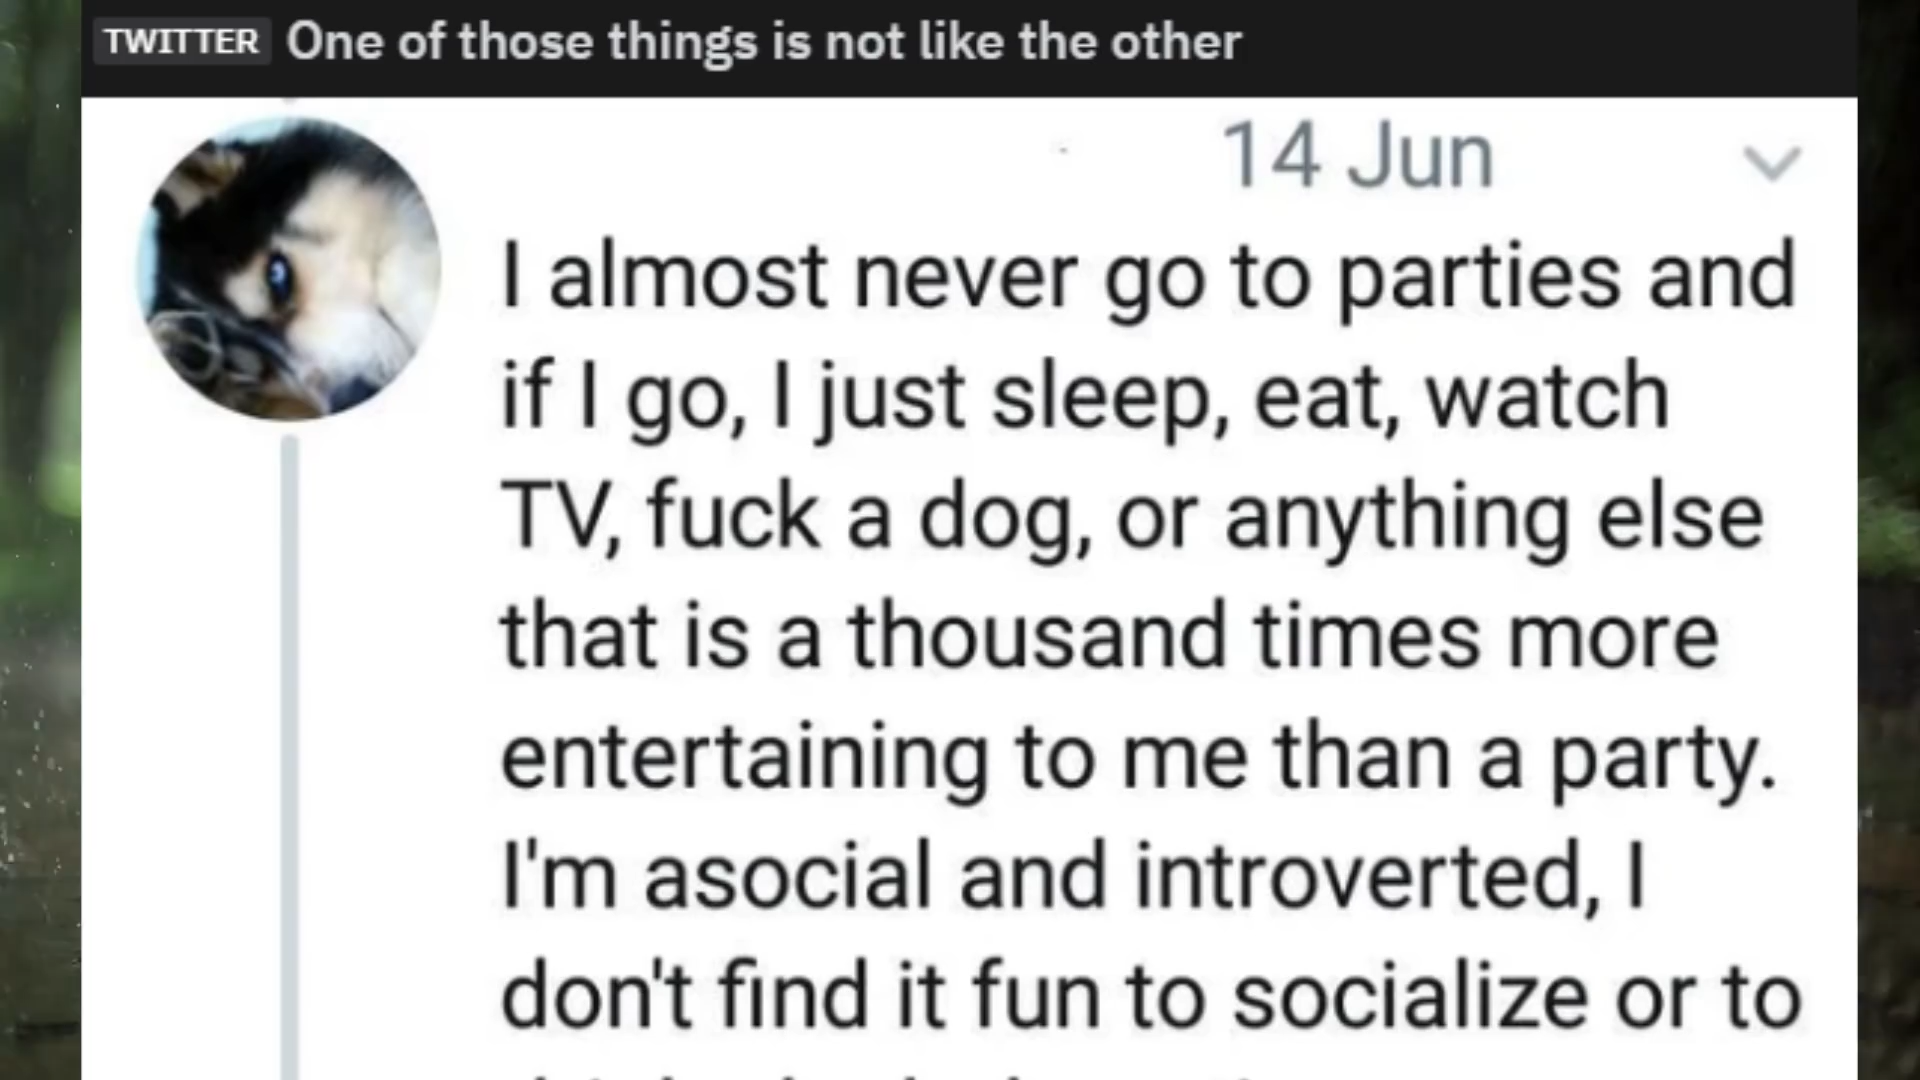 TWITTER One of those things is not like the other
14 Jun
I almost never go to parties and
if I go, I just sleep, eat, watch
TV, fuck a dog, or anything else
that is a thousand times more
entertaining to me than a party.
I'm asocial and introverted, I
don't find it fun to socialize or to